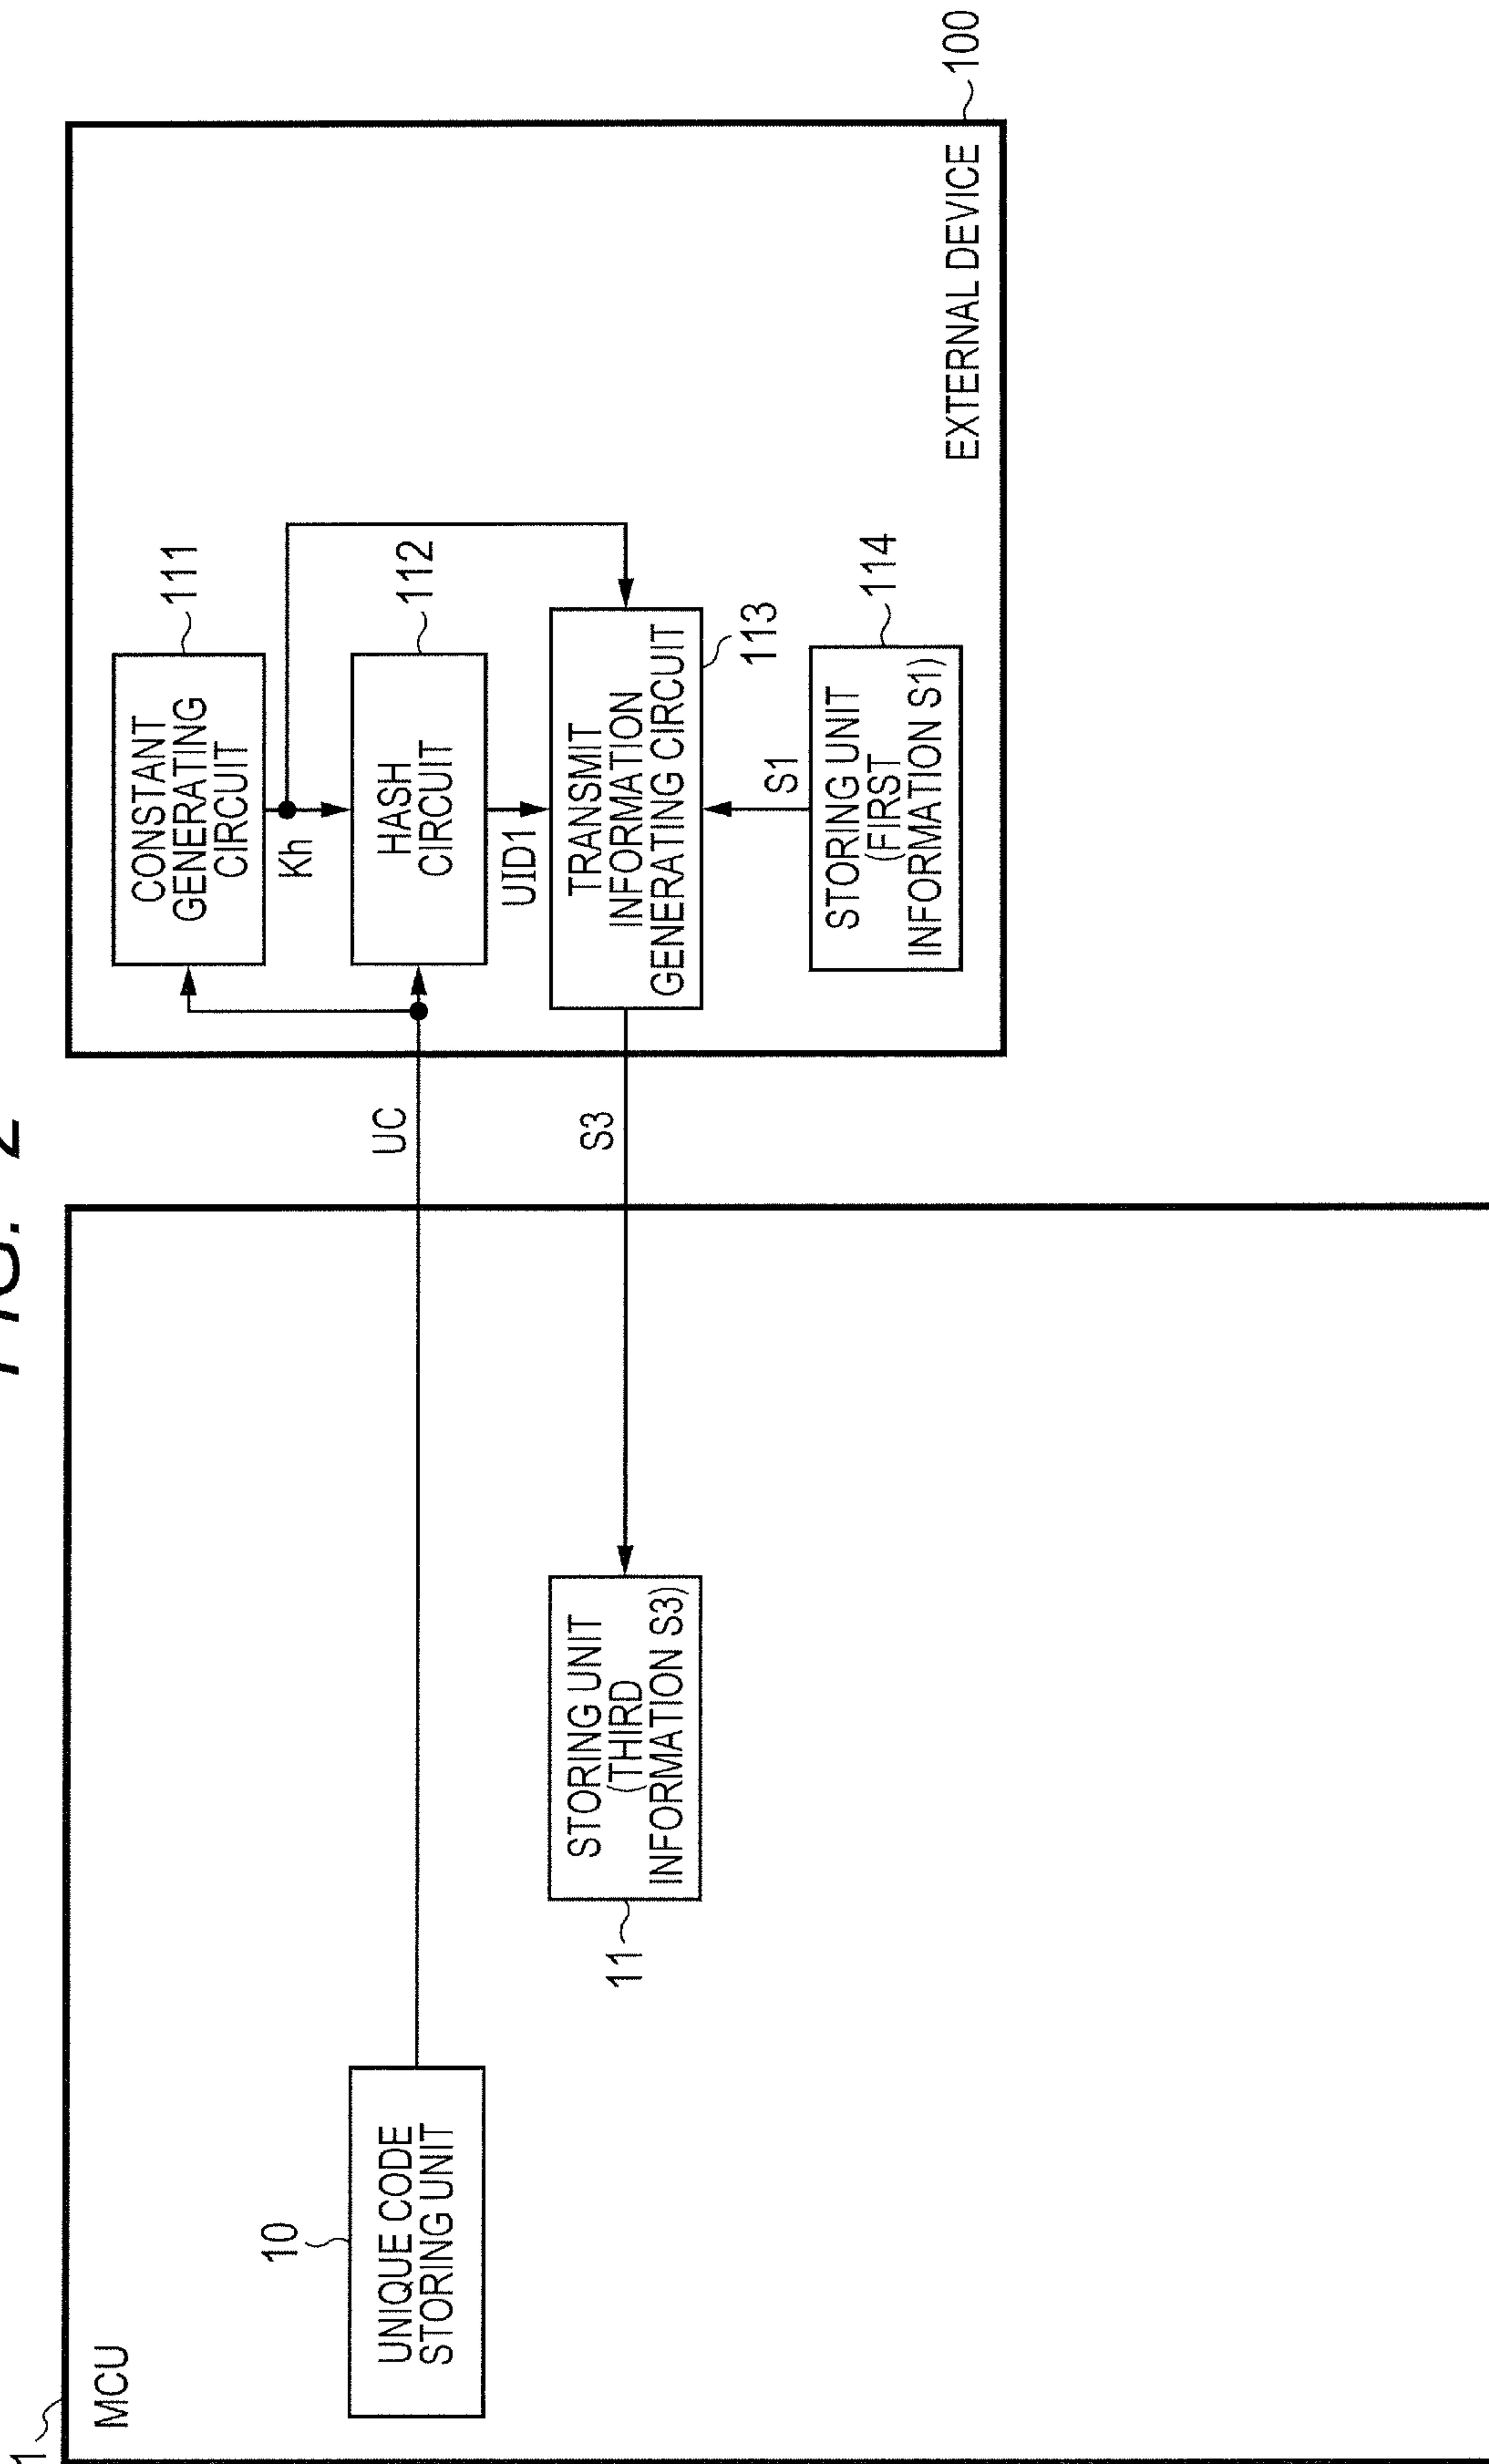 FIG. 2
1
MCU
10
UNIQUE CODE
STORING UNIT
11
STORING UNIT
(THIRD
INFORMATION S3)
UC
S3
CONSTANT
GENERATING
CIRCUIT
111
Kh
HASH
CIRCUIT
112
UID1
TRANSMIT
INFORMATION
GENERATING CIRCUIT
113
S1
STORING UNIT
(FIRST
INFORMATION S1)
114
EXTERNAL DEVICE
100